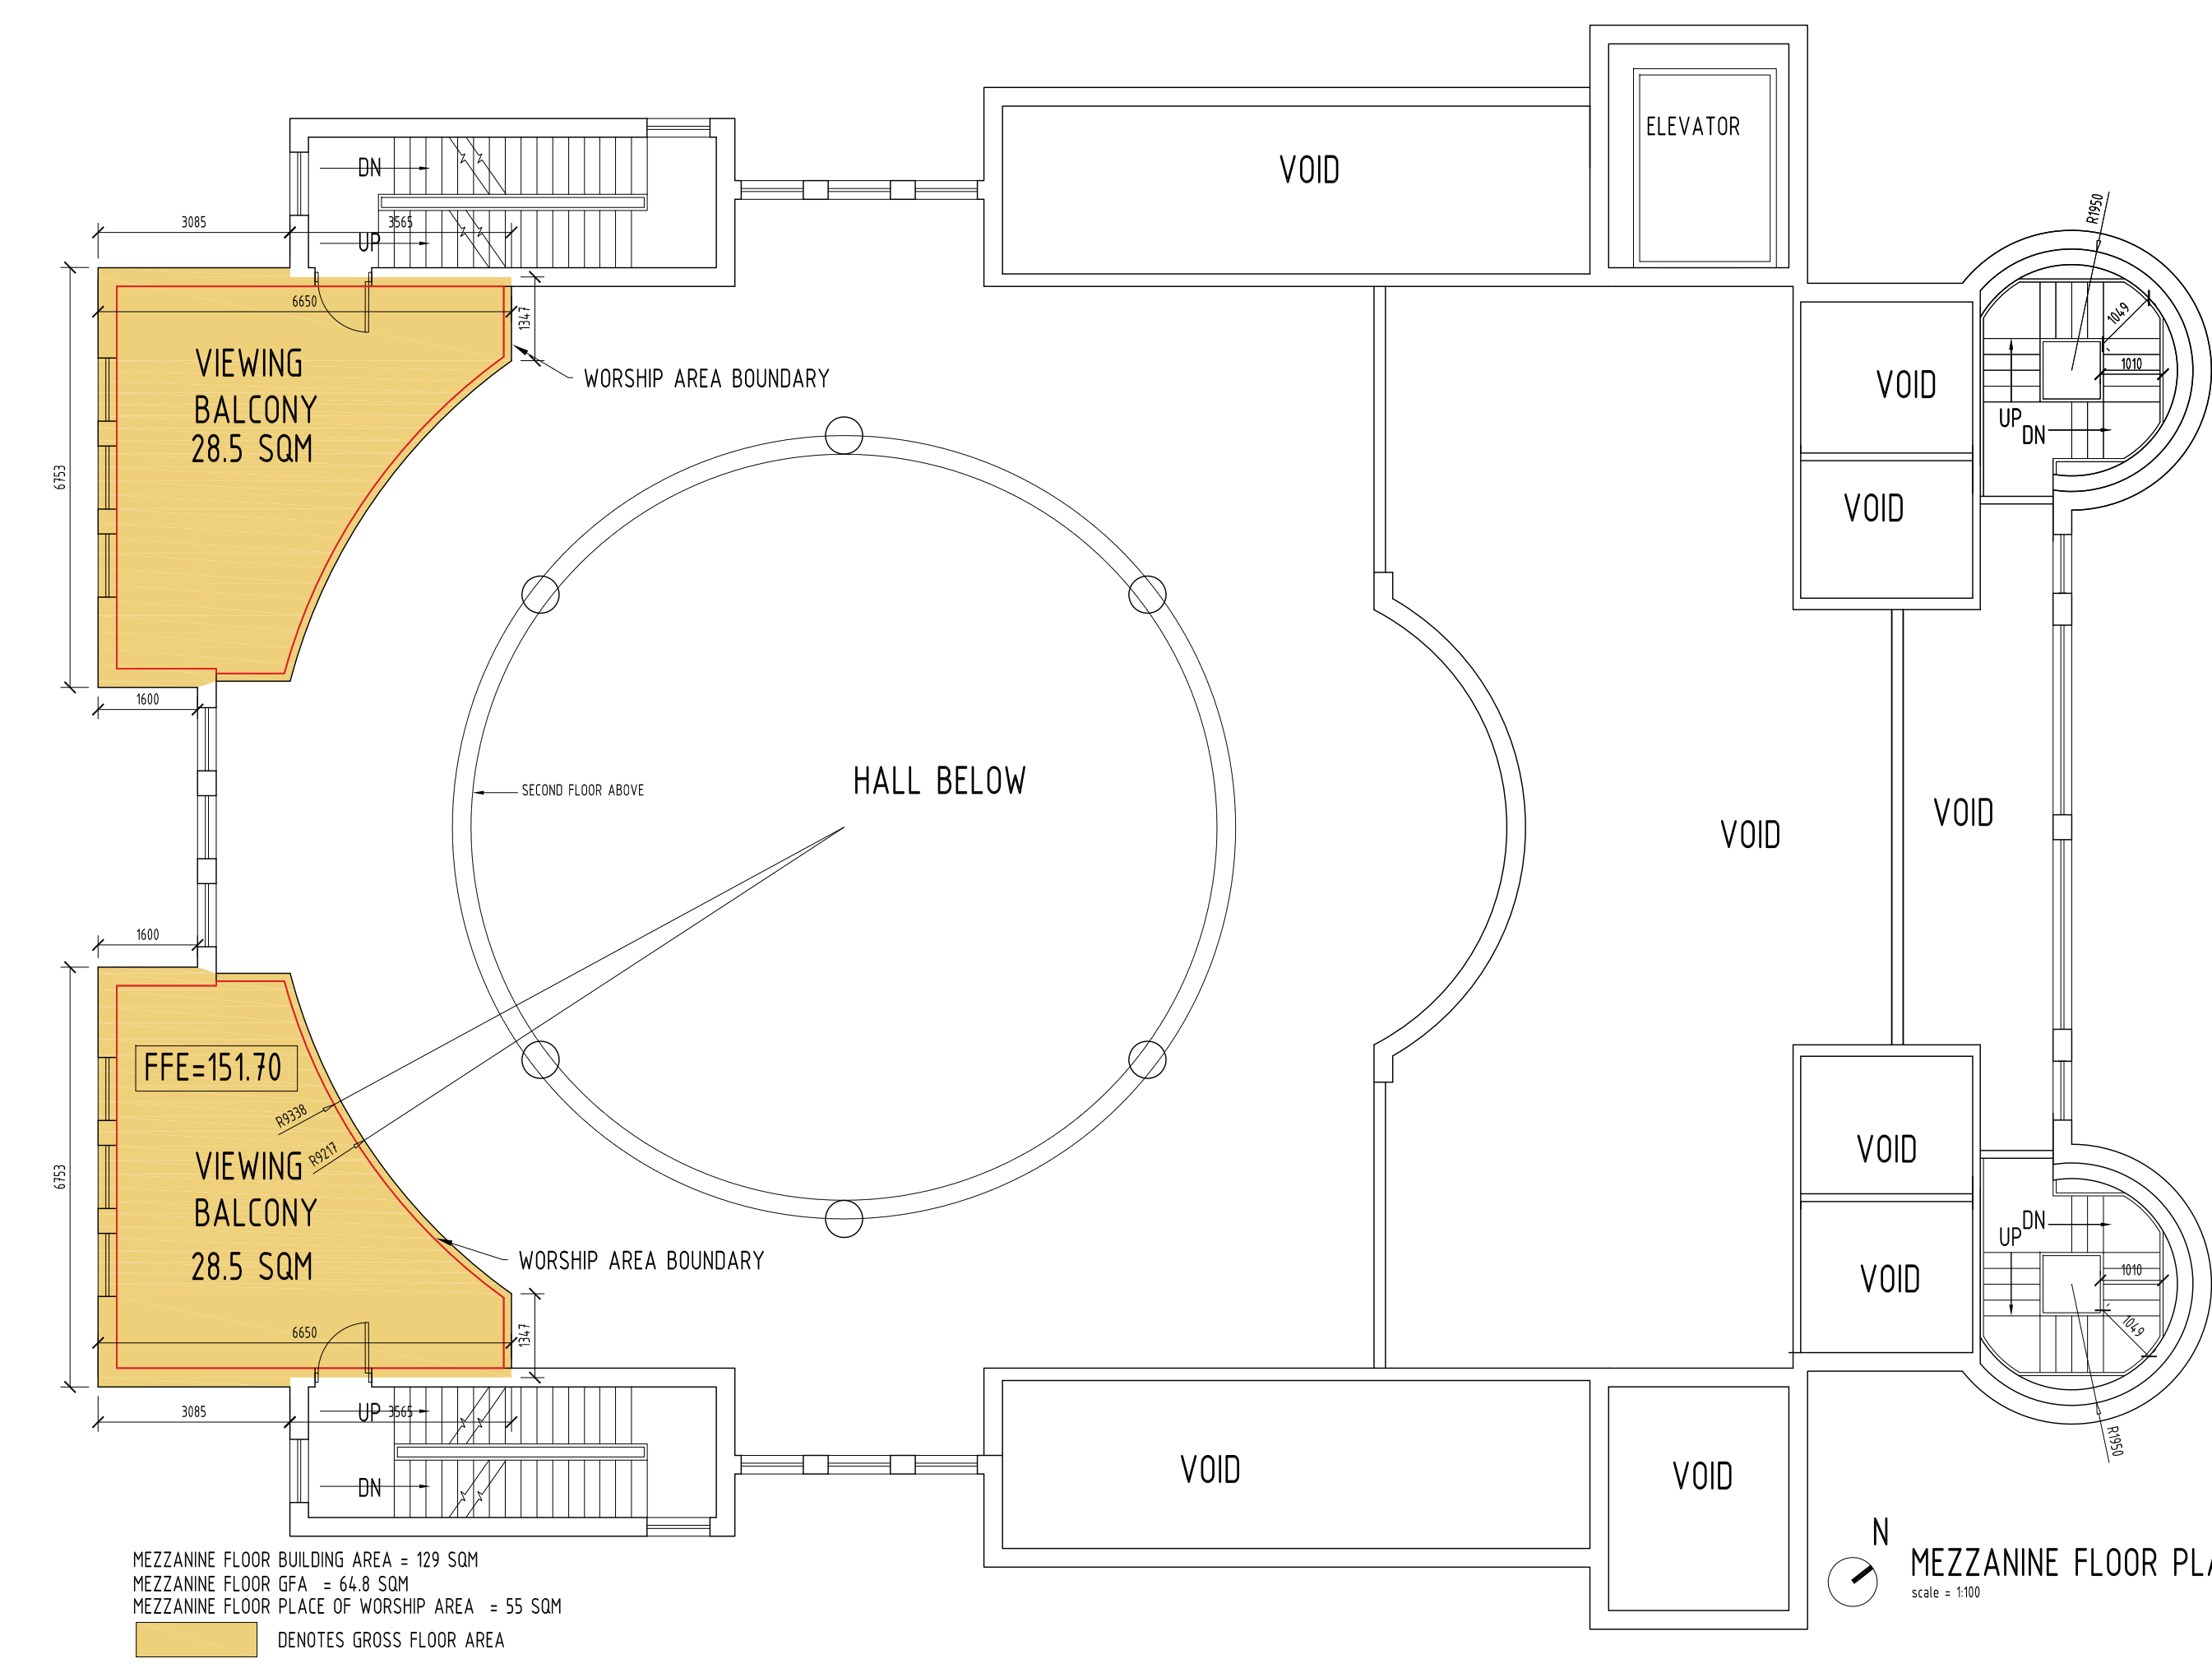 ELEVATOR
VOID
DN
R1950
3085
3565
UP
6650
1347
1049
1010
VIEWING
BALCONY
28.5 SQM
WORSHIP AREA BOUNDARY
VOID
UP
DN
6753
VOID
1600
HALL BELOW
SECOND FLOOR ABOVE
VOID
VOID
1600
FFE=151.70
R9338
R9217
VIEWING
BALCONY
28.5 SQM
6753
VOID
WORSHIP AREA BOUNDARY
DN
UP
1010
VOID
6650
1347
1049
3085
3565
UP
R1950
DN
VOID
VOID
N
MEZZANINE FLOOR BUILDING AREA = 129 SQM
MEZZANINE FLOOR GFA = 64.8 SQM
MEZZANINE FLOOR PLACE OF WORSHIP AREA = 55 SQM
DENOTES GROSS FLOOR AREA
MEZZANINE FLOOR
scale = 1:100